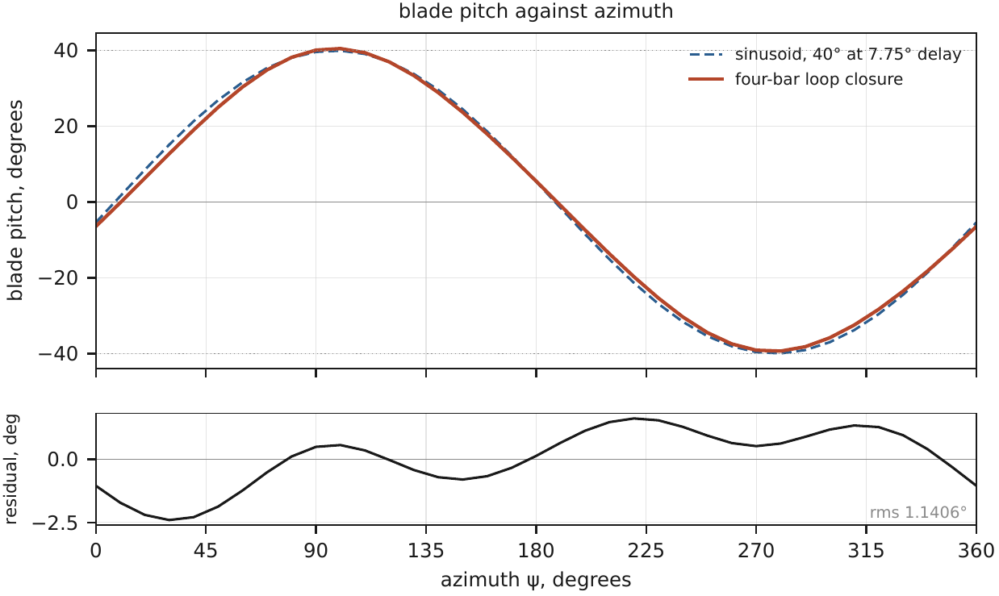 blade pitch against azimuth
blade pitch, degrees
40
20
0
−20
−40
sinusoid, 40° at 7.75° delay
four-bar loop closure
residual, deg
0.0
−2.5
rms 1.1406°
0 45 90 135 180 225 270 315 360
azimuth ψ, degrees